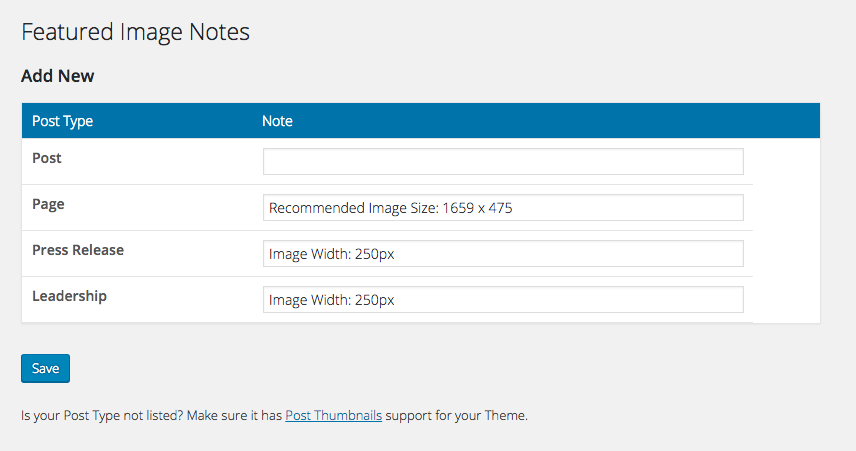 Featured Image Notes
Add New
Post Type Note
Post
Page Recommended Image Size: 1659 x 475
Press Release Image Width: 250px
Leadership Image Width: 250px
Save
Is your Post Type not listed? Make sure it has Post Thumbnails support for your Theme.